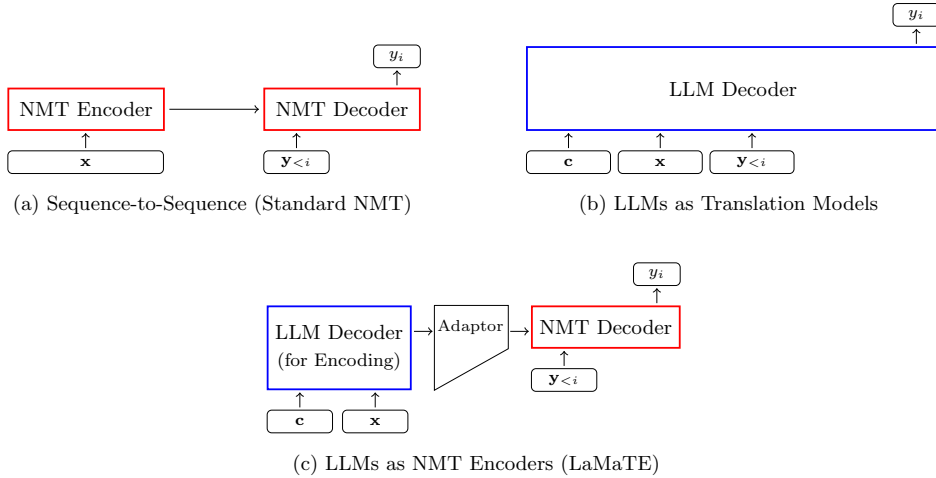 y_i
NMT Encoder
NMT Decoder
x
y_{<i}
(a) Sequence-to-Sequence (Standard NMT)
y_i
LLM Decoder
c
x
y_{<i}
(b) LLMs as Translation Models
y_i
LLM Decoder
(for Encoding)
Adaptor
NMT Decoder
y_{<i}
c
x
(c) LLMs as NMT Encoders (LaMaTE)